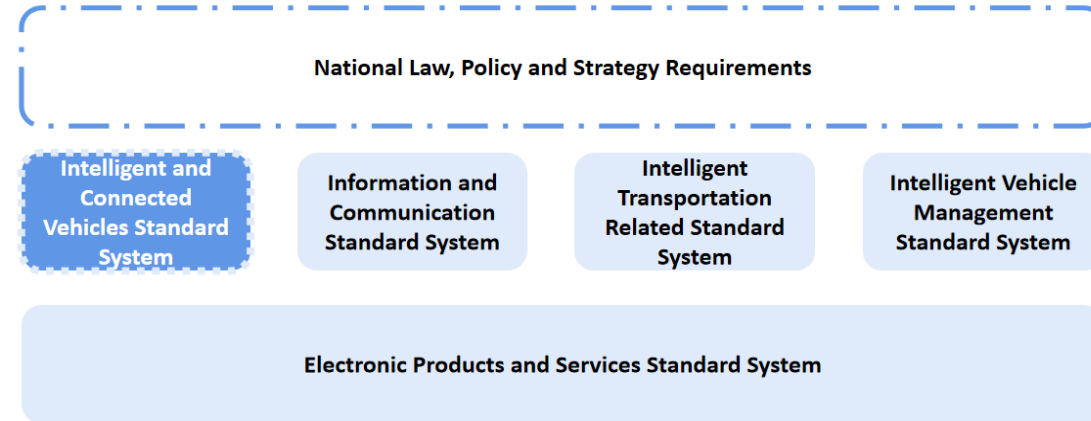 National Law, Policy and Strategy Requirements
Intelligent and
Connected
Vehicles Standard
System
Information and
Communication
Standard System
Intelligent
Transportation
Related Standard
System
Intelligent Vehicle
Management
Standard System
Electronic Products and Services Standard System